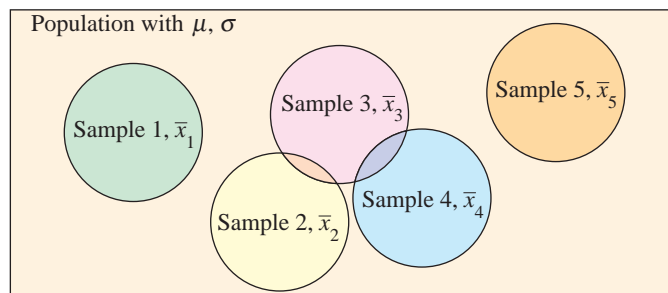 Population with μ, σ
Sample 1, x̅₁
Sample 2, x̅₂
Sample 3, x̅₃
Sample 4, x̅₄
Sample 5, x̅₅